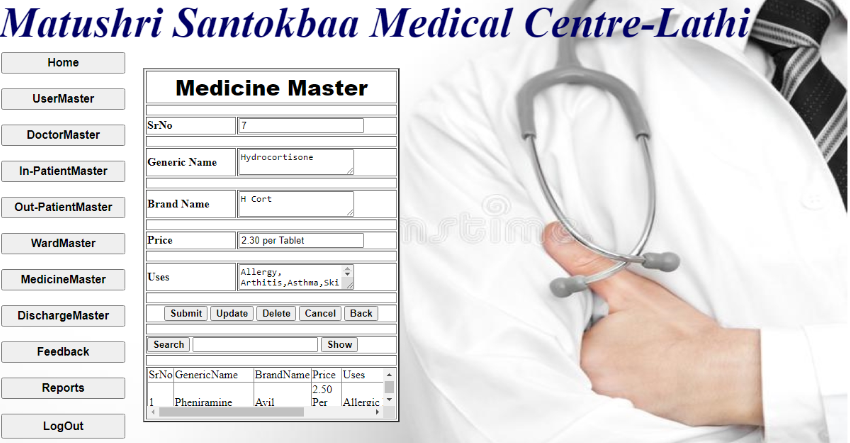 Matushri Santokbaa Medical Centre-Lathi
Home
UserMaster
DoctorMaster
In-PatientMaster
Out-PatientMaster
WardMaster
MedicineMaster
DischargeMaster
Feedback
Reports
LogOut
Medicine Master
SrNo 7
Generic Name Hydrocortisone
Brand Name H Cort
Price 2.30 per Tablet
Uses Allergy,
Arthitis,Asthma,Ski
Submit Update Delete Cancel Back
Search Show
SrNo GenericName BrandName Price Uses
2.50
1 Pheniramine Avil Per Allergic